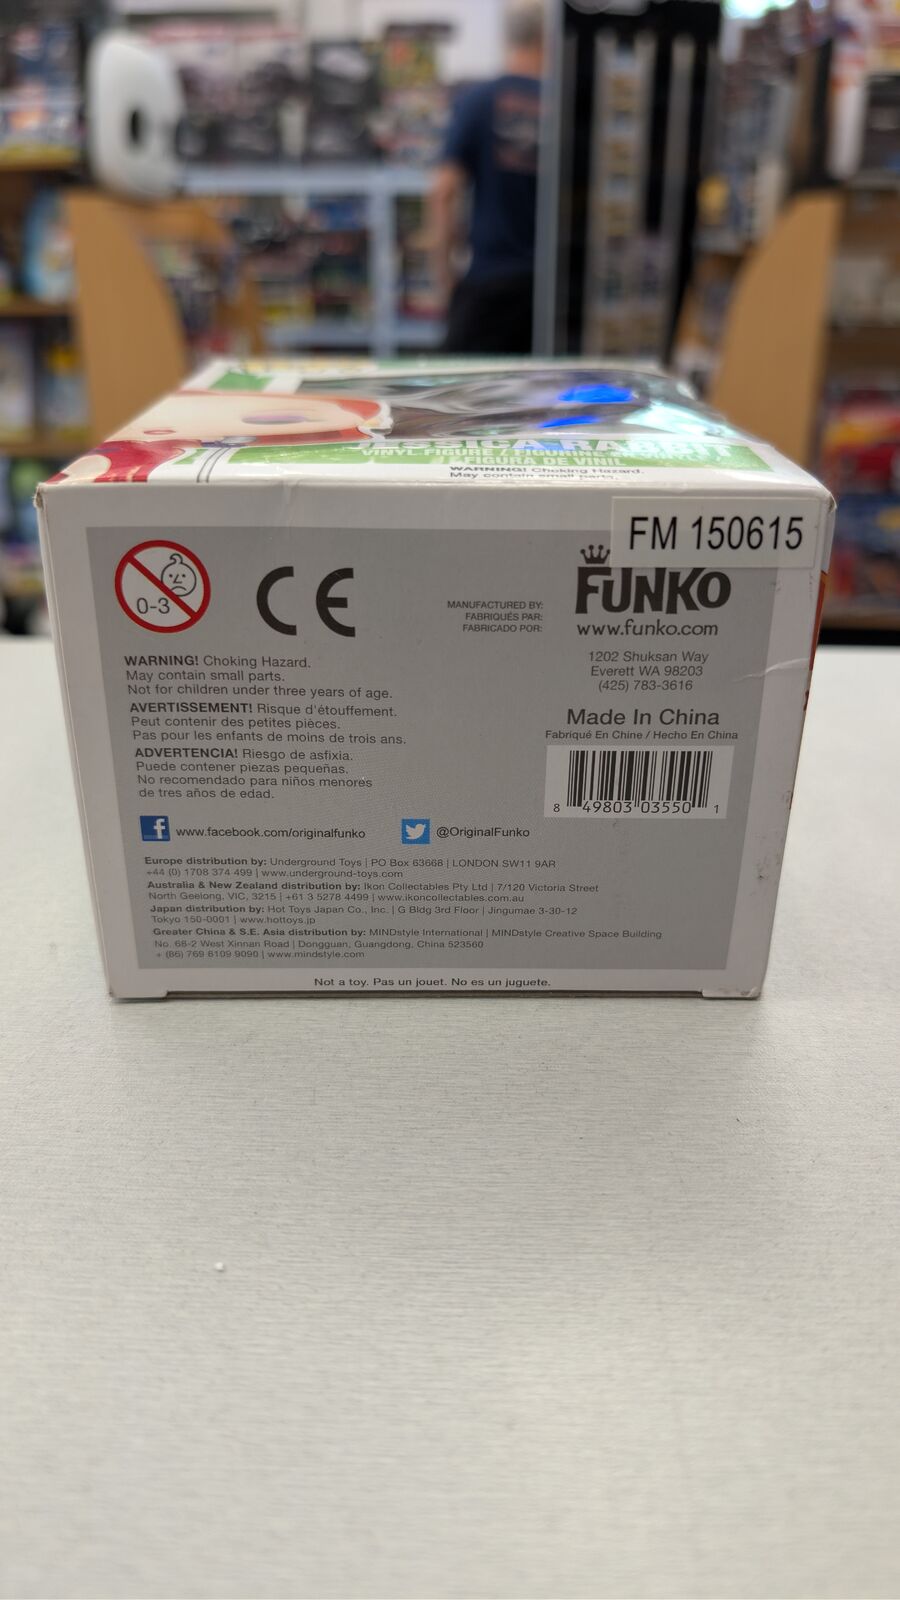 JESSICA RABBIT
VINYL FIGURE / FIGURINE
/ FIGURA DE VINIL
WARNING! Choking Hazard.
May contain small parts.
FM 150615
0-3
CE
MANUFACTURED BY:
FABRIQUÉS PAR:
FABRICADO POR:
FUNKO
www.funko.com
1202 Shuksan Way
Everett WA 98203
(425) 783-3616
WARNING! Choking Hazard.
May contain small parts.
Not for children under three years of age.
AVERTISSEMENT! Risque d'étouffement.
Peut contenir des petites pièces.
Pas pour les enfants de moins de trois ans.
ADVERTENCIA! Riesgo de asfixia.
Puede contener piezas pequeñas.
No recomendado para niños menores
de tres años de edad.
Made In China
Fabriqué En Chine / Hecho En China
8 49803 03550 1
f www.facebook.com/originalfunko
@OriginalFunko
Europe distribution by: Underground Toys | PO Box 63668 | LONDON SW11 9AR
+44 (0) 1708 374 499 | www.underground-toys.com
Australia & New Zealand distribution by: Ikon Collectables Pty Ltd | 7/120 Victoria Street
North Geelong, VIC, 3215 | +61 3 5278 4499 | www.ikoncollectables.com.au
Japan distribution by: Hot Toys Japan Co., Inc. | G Bldg 3rd Floor | Jingumae 3-30-12
Tokyo 150-0001 | www.hottoys.jp
Greater China & S.E. Asia distribution by: MINDstyle International | MINDstyle Creative Space Building
No. 68-2 West Xinnan Road | Dongguan, Guangdong, China 523560
+ (86) 769 8109 9090 | www.mindstyle.com
Not a toy. Pas un jouet. No es un juguete.